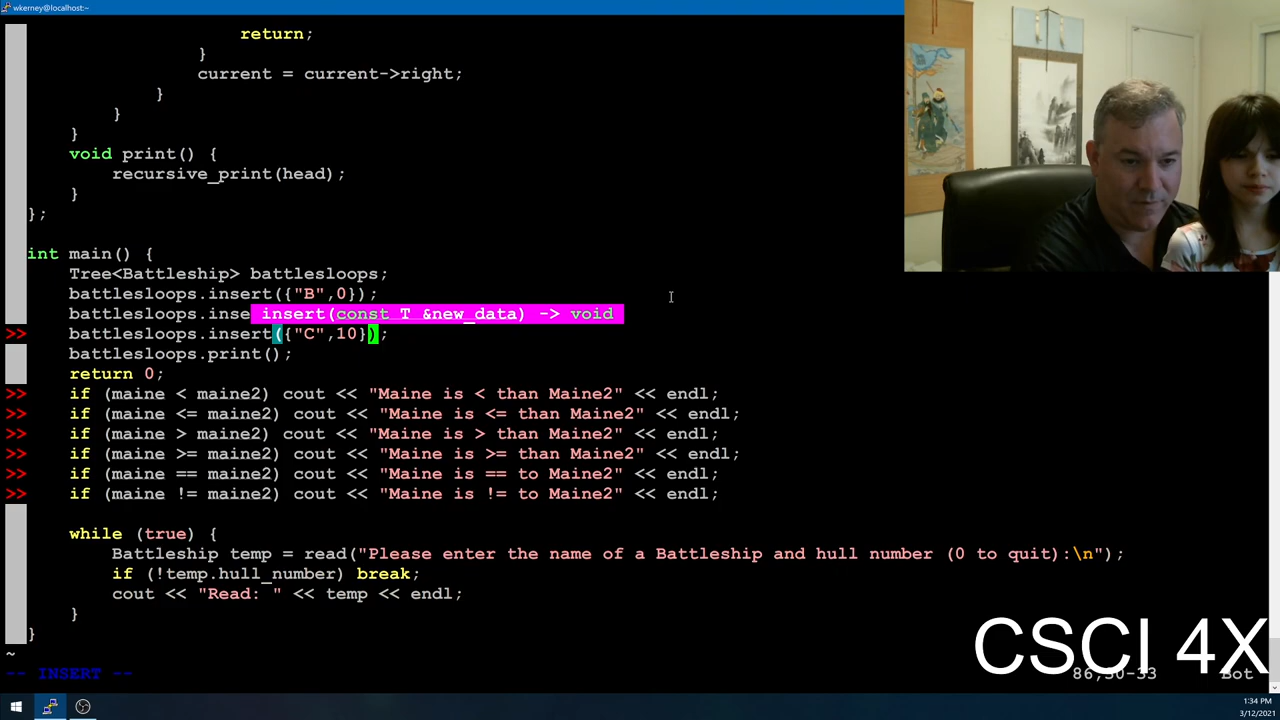 wkerney@localhost:~
return;
}
current = current->right;
}
}
}
void print() {
recursive_print(head);
}
};
int main() {
Tree<Battleship> battlesloops;
battlesloops.insert({"B",0});
battlesloops.inse insert(const T &new_data) -> void
>> battlesloops.insert({"C",10});
battlesloops.print();
return 0;
>> if (maine < maine2) cout << "Maine is < than Maine2" << endl;
>> if (maine <= maine2) cout << "Maine is <= than Maine2" << endl;
>> if (maine > maine2) cout << "Maine is > than Maine2" << endl;
>> if (maine >= maine2) cout << "Maine is >= than Maine2" << endl;
>> if (maine == maine2) cout << "Maine is == to Maine2" << endl;
>> if (maine != maine2) cout << "Maine is != to Maine2" << endl;
while (true) {
Battleship temp = read("Please enter the name of a Battleship and hull number (0 to quit):\n");
if (!temp.hull_number) break;
cout << "Read: " << temp << endl;
}
}
~
-- INSERT --
86,30-33
Bot
CSCI 4X
1:34 PM
3/12/2021